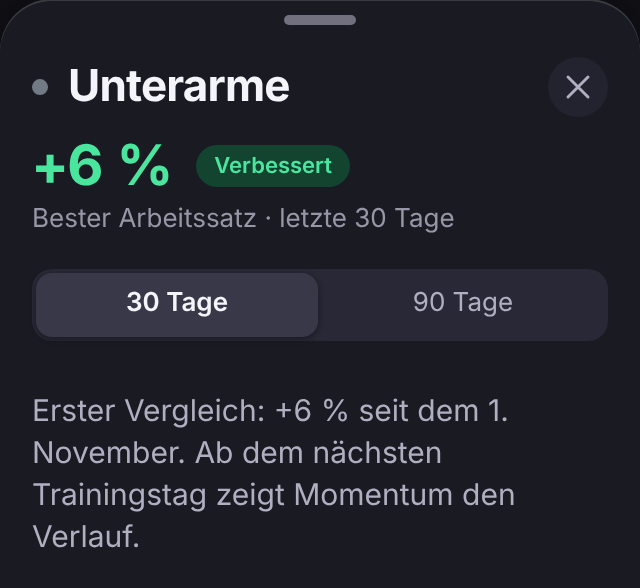 Unterarme
+6 % Verbessert
Bester Arbeitssatz · letzte 30 Tage
30 Tage 90 Tage
Erster Vergleich: +6 % seit dem 1.
November. Ab dem nächsten
Trainingstag zeigt Momentum den
Verlauf.